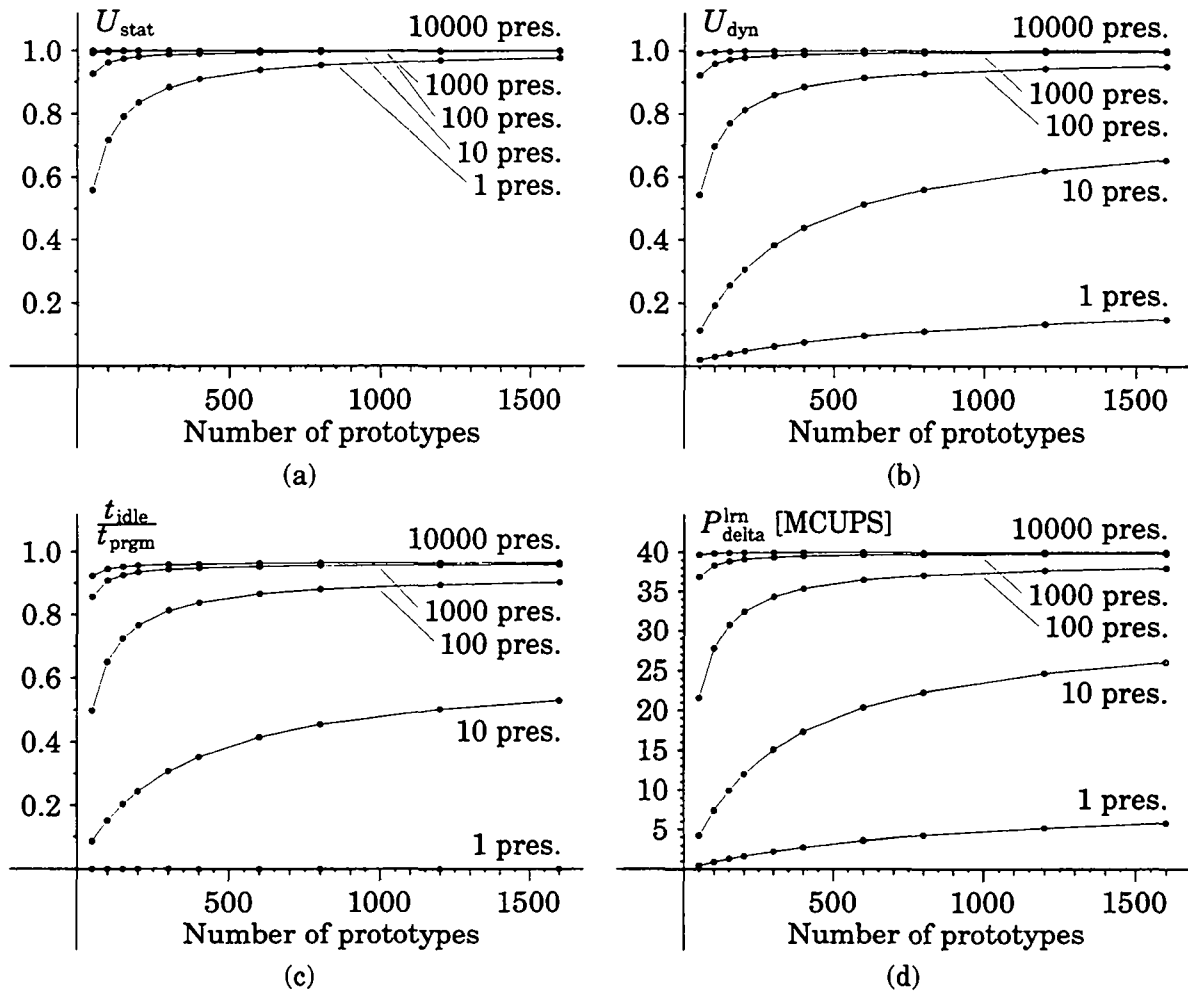 U_stat
10000 pres.
1.0
1000 pres.
0.8
100 pres.
10 pres.
0.6
1 pres.
0.4
0.2
500 1000 1500
Number of prototypes
(a)
U_dyn
10000 pres.
1.0
1000 pres.
0.8
100 pres.
0.6
10 pres.
0.4
0.2
1 pres.
500 1000 1500
Number of prototypes
(b)
t_idle
t_prgm
10000 pres.
1.0
1000 pres.
0.8
100 pres.
0.6
10 pres.
0.4
0.2
1 pres.
500 1000 1500
Number of prototypes
(c)
P^lrn_delta [MCUPS]
10000 pres.
40
35
1000 pres.
30
100 pres.
25
10 pres.
20
15
10
1 pres.
5
500 1000 1500
Number of prototypes
(d)